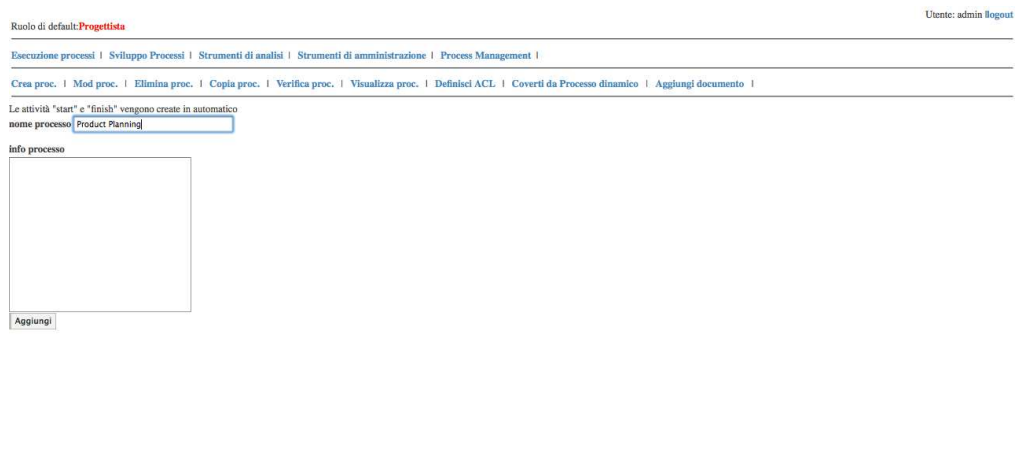 Utente: admin |logout
Ruolo di default:Progettista
Esecuzione processi | Sviluppo Processi | Strumenti di analisi | Strumenti di amministrazione | Process Management |
Crea proc. | Mod proc. | Elimina proc. | Copia proc. | Verifica proc. | Visualizza proc. | Definisci ACL | Coverti da Processo dinamico | Aggiungi documento |
Le attività "start" e "finish" vengono create in automatico
nome processo Product Planning
info processo
Aggiungi